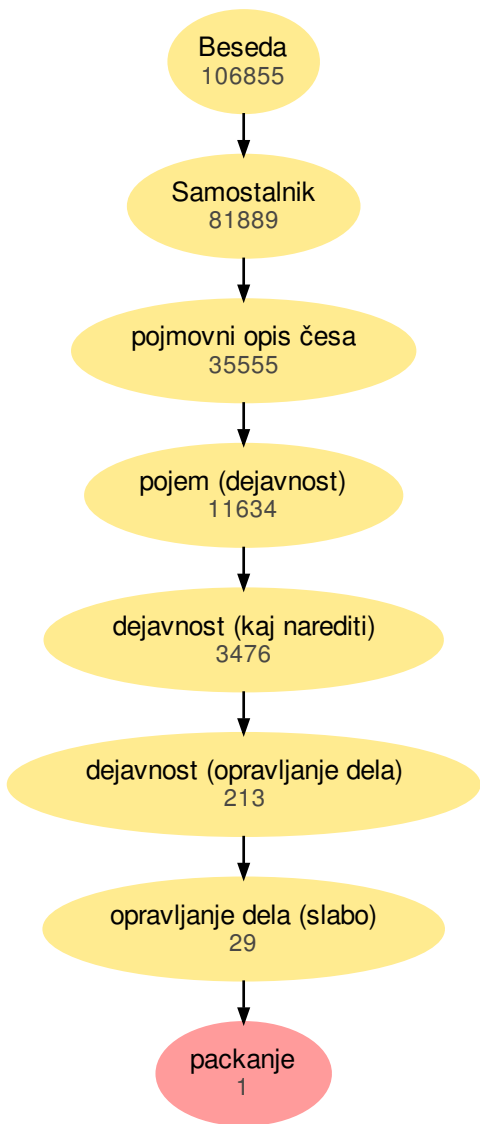 Beseda
106855
Samostalnik
81889
pojmovni opis česa
35555
pojem (dejavnost)
11634
dejavnost (kaj narediti)
3476
dejavnost (opravljanje dela)
213
opravljanje dela (slabo)
29
packanje
1